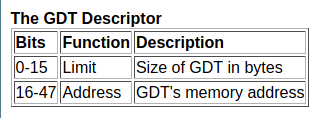 The GDT Descriptor
Bits Function Description
0-15 Limit Size of GDT in bytes
16-47 Address GDT's memory address